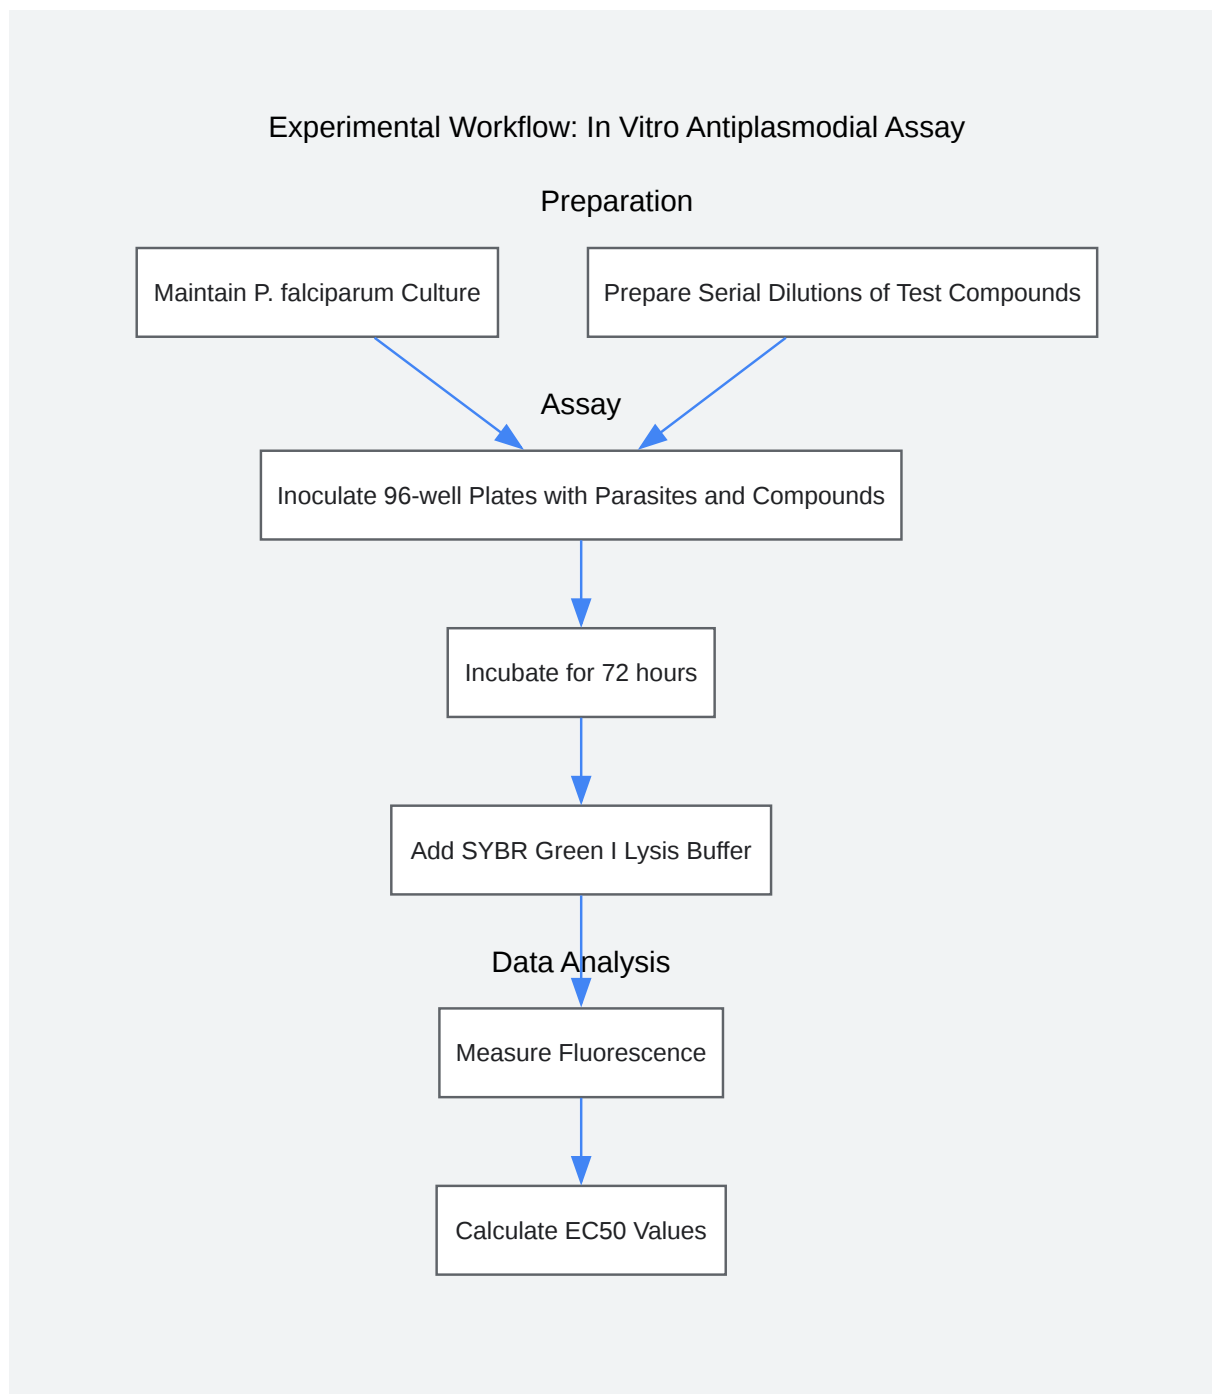 Experimental Workflow: In Vitro Antiplasmodial Assay
Preparation
Maintain P. falciparum Culture
Prepare Serial Dilutions of Test Compounds
Assay
Inoculate 96-well Plates with Parasites and Compounds
Incubate for 72 hours
Add SYBR Green I Lysis Buffer
Data Analysis
Measure Fluorescence
Calculate EC50 Values